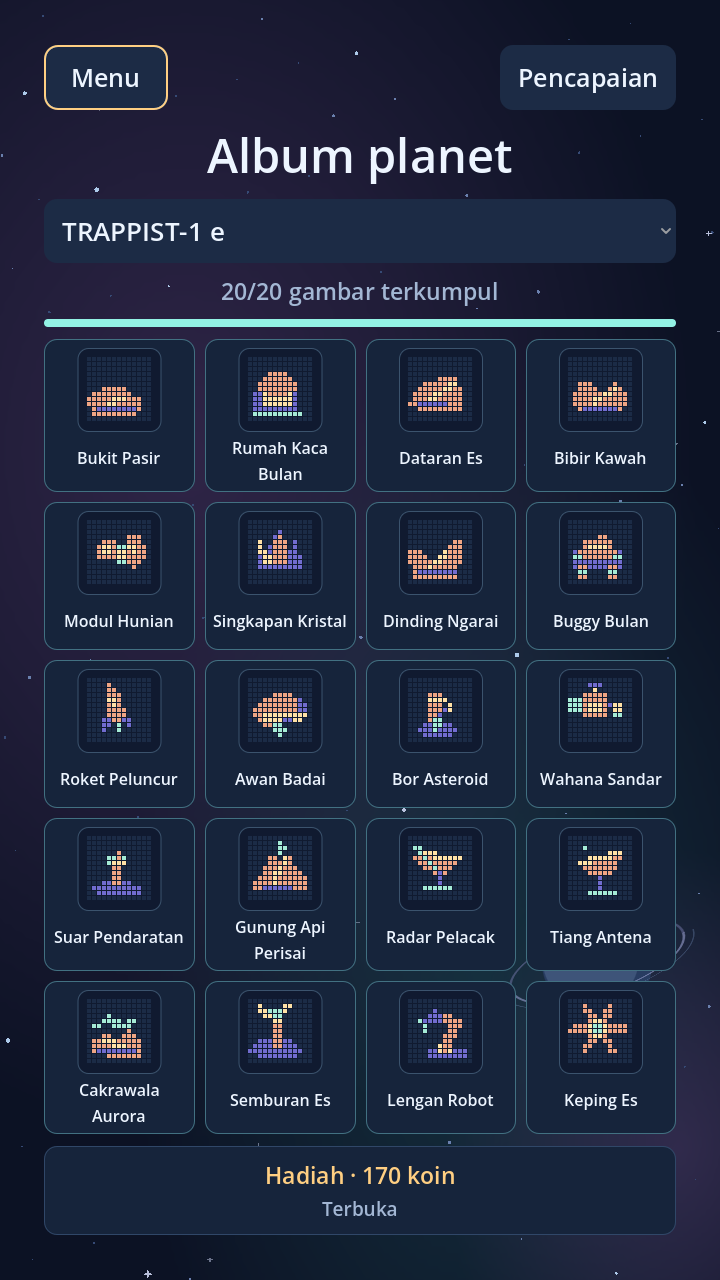 Menu
Pencapaian
Album planet
TRAPPIST-1 e
20/20 gambar terkumpul
Bukit Pasir
Rumah Kaca
Bulan
Dataran Es
Bibir Kawah
Modul Hunian
Singkapan Kristal
Dinding Ngarai
Buggy Bulan
Roket Peluncur
Awan Badai
Bor Asteroid
Wahana Sandar
Suar Pendaratan
Gunung Api
Perisai
Radar Pelacak
Tiang Antena
Cakrawala
Aurora
Semburan Es
Lengan Robot
Keping Es
Hadiah · 170 koin
Terbuka